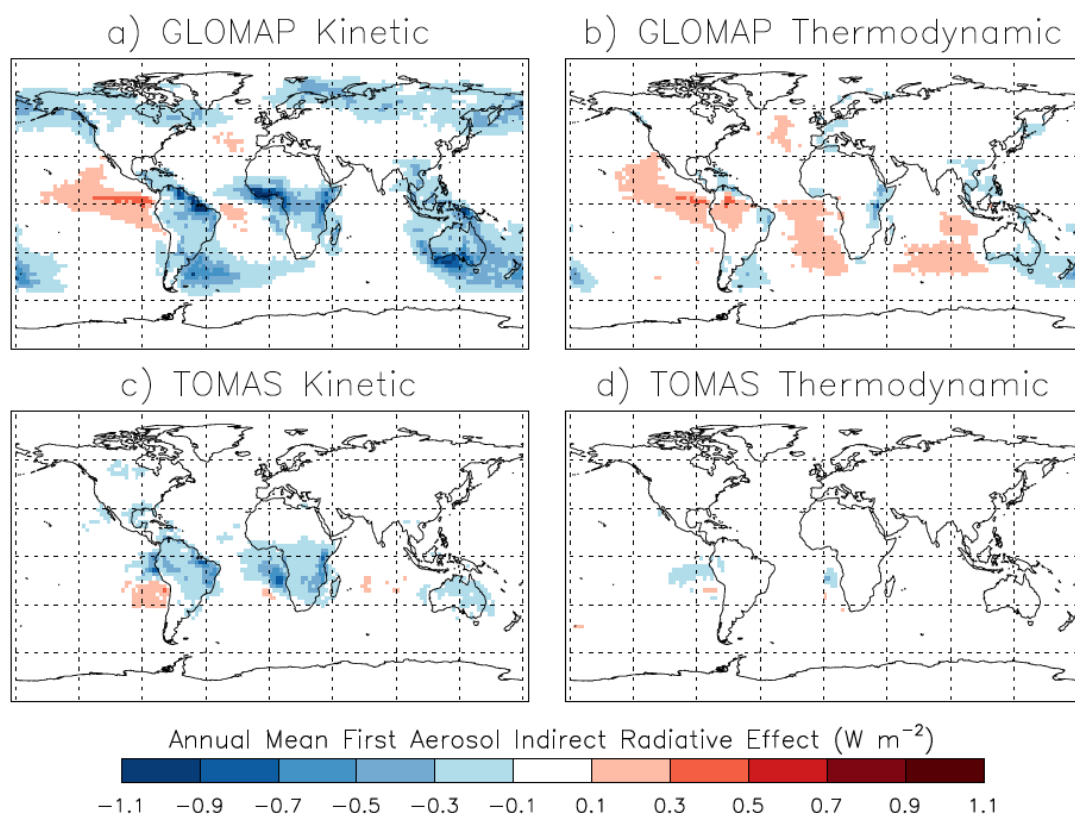 a) GLOMAP Kinetic
b) GLOMAP Thermodynamic
c) TOMAS Kinetic
d) TOMAS Thermodynamic
Annual Mean First Aerosol Indirect Radiative Effect (W m⁻²)
−1.1 −0.9 −0.7 −0.5 −0.3 −0.1 0.1 0.3 0.5 0.7 0.9 1.1